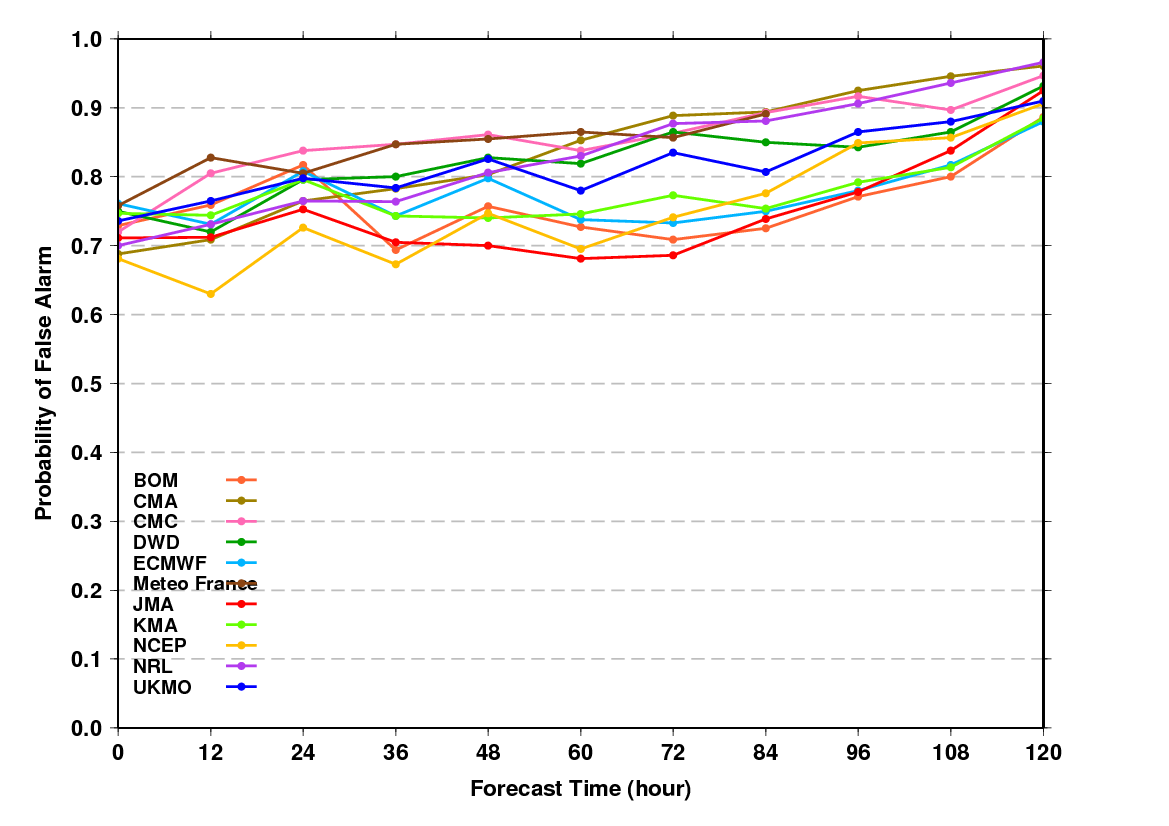 1.0
0.9
0.8
0.7
0.6
0.5
0.4
0.3
0.2
0.1
0.0
Probability of False Alarm
BOM
CMA
CMC
DWD
ECMWF
Meteo France
JMA
KMA
NCEP
NRL
UKMO
0 12 24 36 48 60 72 84 96 108 120
Forecast Time (hour)